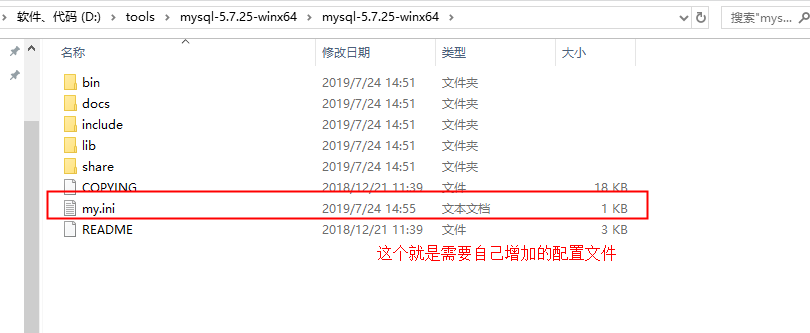 软件、代码 (D:) > tools > mysql-5.7.25-winx64 > mysql-5.7.25-winx64 > 搜索"mys...
名称 修改日期 类型 大小
bin 2019/7/24 14:51 文件夹
docs 2019/7/24 14:51 文件夹
include 2019/7/24 14:51 文件夹
lib 2019/7/24 14:51 文件夹
share 2019/7/24 14:51 文件夹
COPYING 2018/12/21 11:39 文件 18 KB
my.ini 2019/7/24 14:55 文本文档 1 KB
README 2018/12/21 11:39 文件 3 KB
这个就是需要自己增加的配置文件